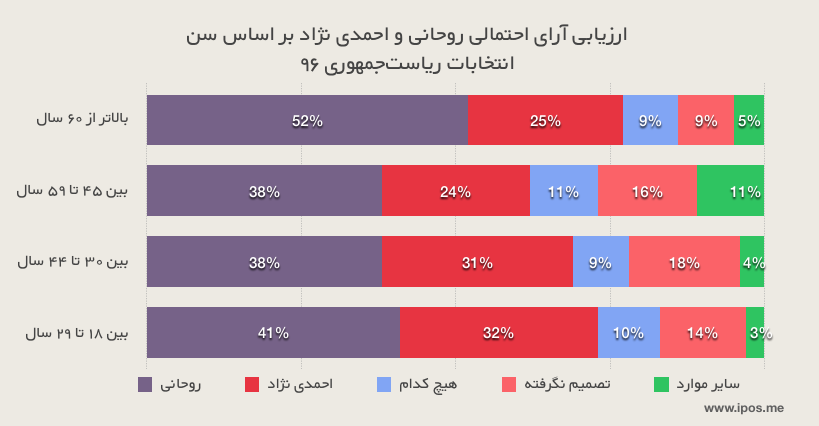 ارزیابی آرای احتمالی روحانی و احمدی نژاد بر اساس سن
انتخابات ریاست‌جمهوری ۹۶
بالاتر از ۶۰ سال
52% 25% 9% 9% 5%
بین ۴۵ تا ۵۹ سال
38% 24% 11% 16% 11%
بین ۳۰ تا ۴۴ سال
38% 31% 9% 18% 4%
بین ۱۸ تا ۲۹ سال
41% 32% 10% 14% 3%
روحانی احمدی نژاد هیچ کدام تصمیم نگرفته سایر موارد
www.ipos.me